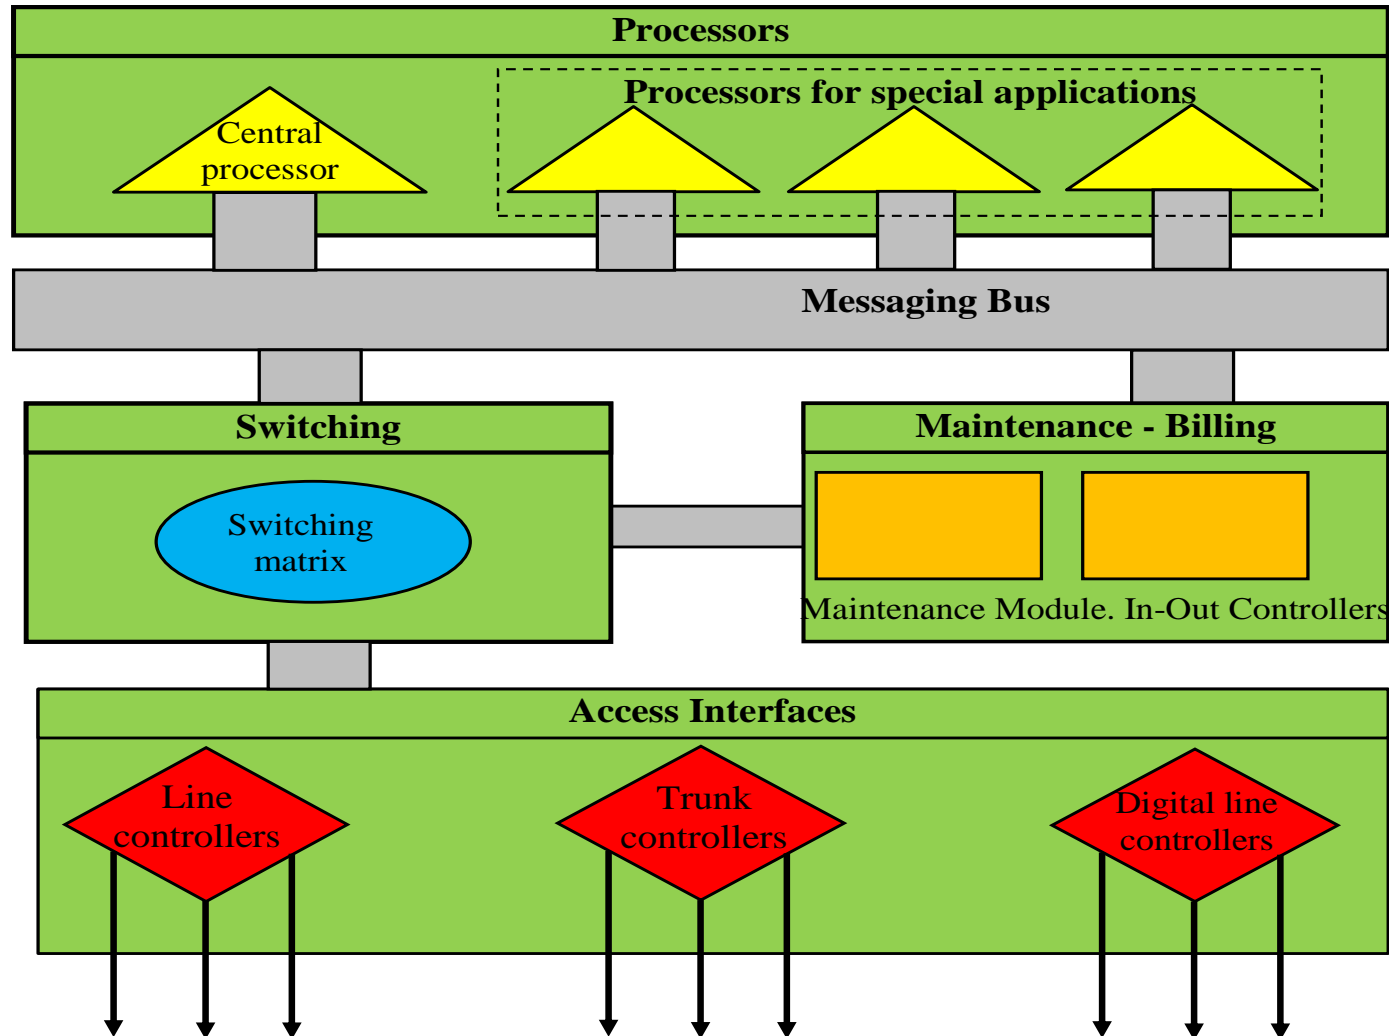 Processors
Processors for special applications
Central
processor
Messaging Bus
Switching
Maintenance - Billing
Switching
matrix
Maintenance Module. In-Out Controllers
Access Interfaces
Line
controllers
Trunk
controllers
Digital line
controllers